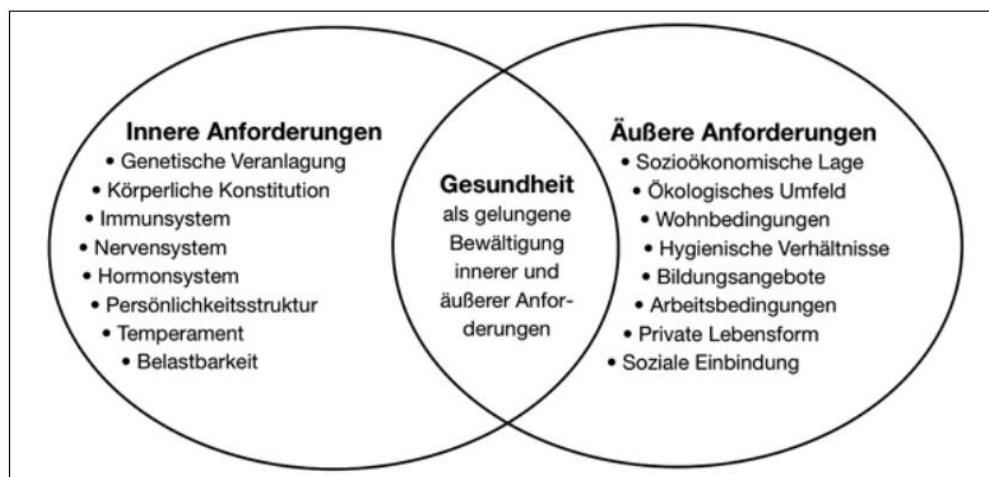 Innere Anforderungen
• Genetische Veranlagung
• Körperliche Konstitution
• Immunsystem
• Nervensystem
• Hormonsystem
• Persönlichkeitsstruktur
• Temperament
• Belastbarkeit
Gesundheit
als gelungene
Bewältigung
innerer und
äußerer Anfor-
derungen
Äußere Anforderungen
• Sozioökonomische Lage
• Ökologisches Umfeld
• Wohnbedingungen
• Hygienische Verhältnisse
• Bildungsangebote
• Arbeitsbedingungen
• Private Lebensform
• Soziale Einbindung